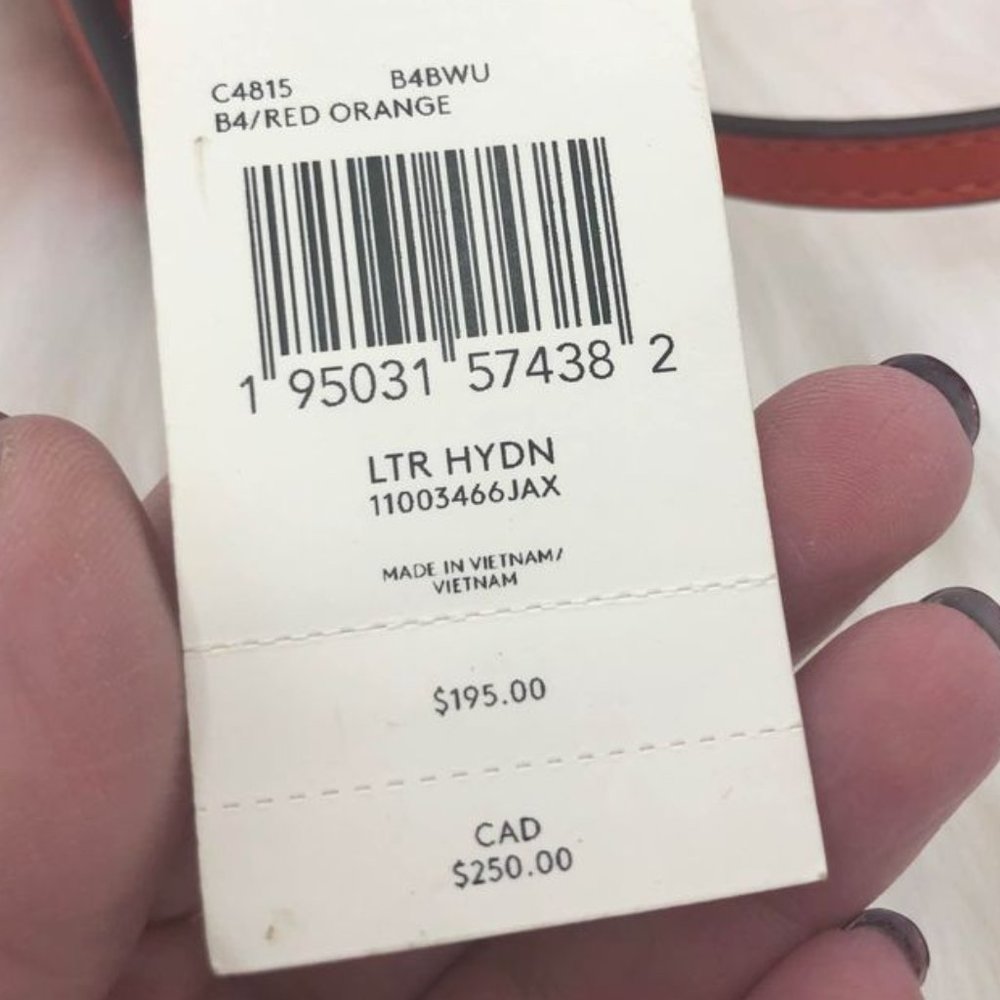 C4815 B4BWU
B4/RED ORANGE
1 95031 57438 2
LTR HYDN
11003466JAX
MADE IN VIETNAM/
VIETNAM
$195.00
CAD
$250.00